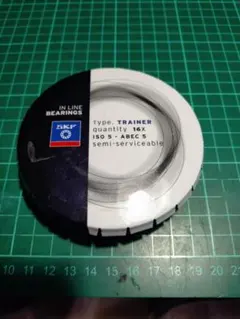 IN LINE
BEARINGS
SKF
Type. TRAINER
quantity 16X
ISO 5 - ABEC 5
semi-serviceable
10 11 12 13 14 15 16 17 18 19 20 21